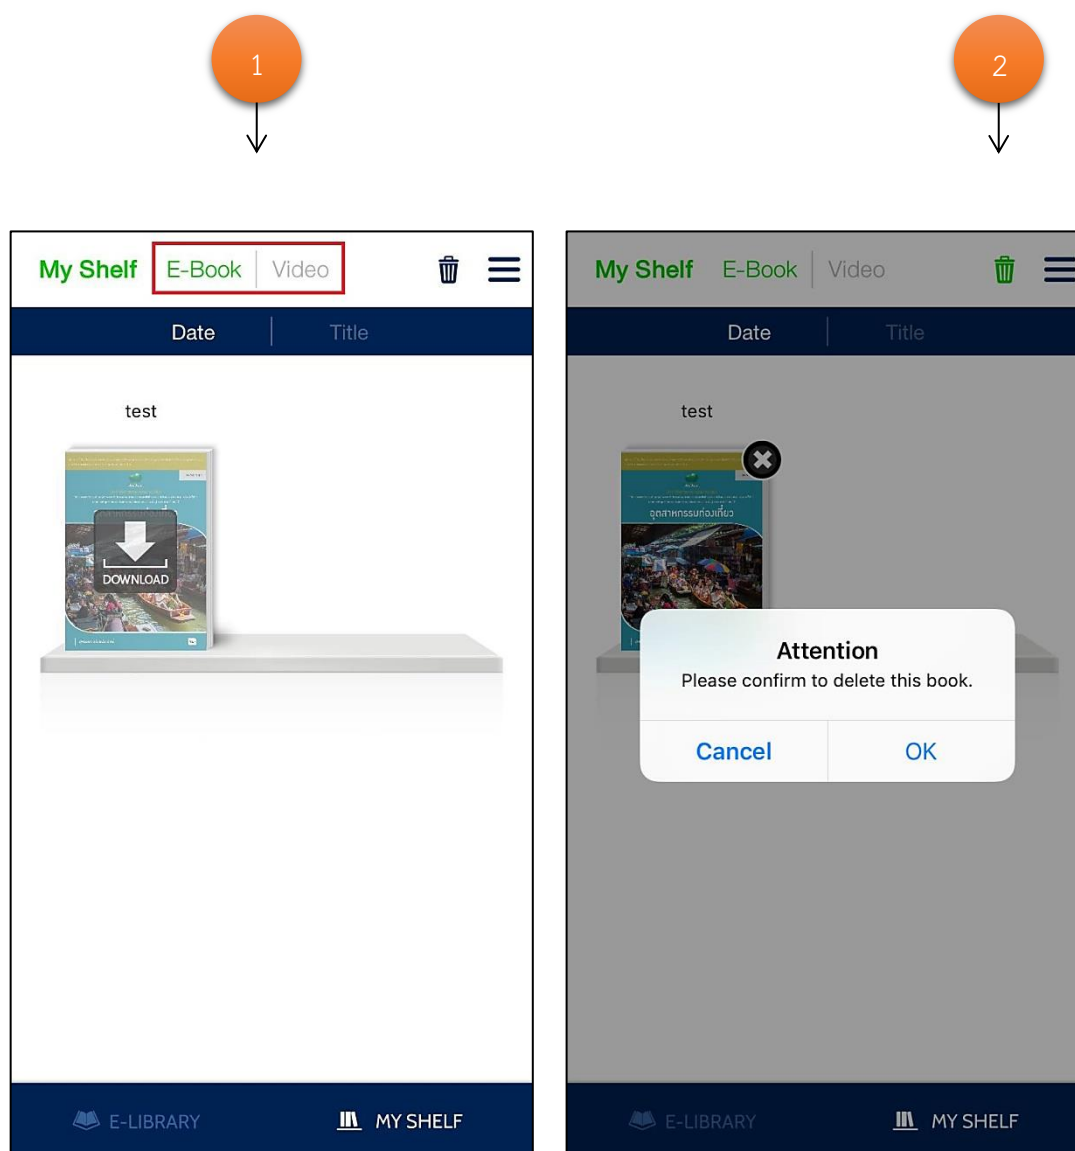 1
2
My Shelf E-Book Video
Date Title
test
DOWNLOAD
E-LIBRARY MY SHELF
My Shelf E-Book Video
Date Title
test
อุตสาหกรรมท่องเที่ยว
Attention
Please confirm to delete this book.
Cancel OK
E-LIBRARY MY SHELF